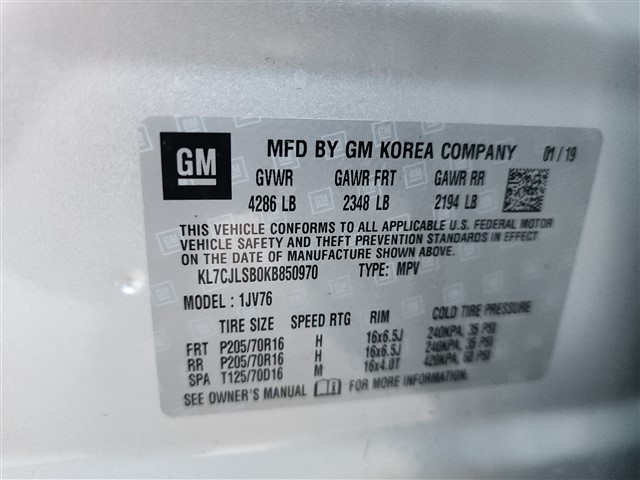 GM
MFD BY GM KOREA COMPANY 01/19
GVWR GAWR FRT GAWR RR
4286 LB 2348 LB 2194 LB
THIS VEHICLE CONFORMS TO ALL APPLICABLE U.S. FEDERAL MOTOR
VEHICLE SAFETY AND THEFT PREVENTION STANDARDS IN EFFECT
ON THE DATE OF MANUFACTURE SHOWN ABOVE.
KL7CJLSB0KB850970 TYPE: MPV
MODEL : 1JV76
TIRE SIZE SPEED RTG RIM COLD TIRE PRESSURE
FRT P205/70R16 H 16x6.5J 240KPA, 35 PSI
RR P205/70R16 H 16x6.5J 240KPA, 35 PSI
SPA T125/70D16 M 16x4.0T 420KPA, 60 PSI
SEE OWNER'S MANUAL FOR MORE INFORMATION